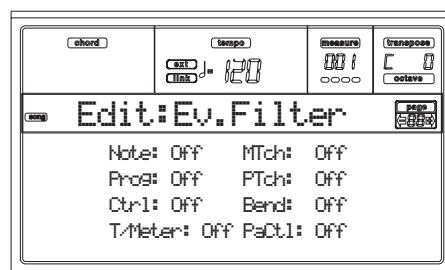 chord tempo measure transpose
ext
link ♩= 120 001 C 0
octave
song Edit:Ev.Filter page
Note: Off MTch: Off
Prog: Off PTch: Off
Ctrl: Off Bend: Off
T/Meter: Off PaCtl: Off